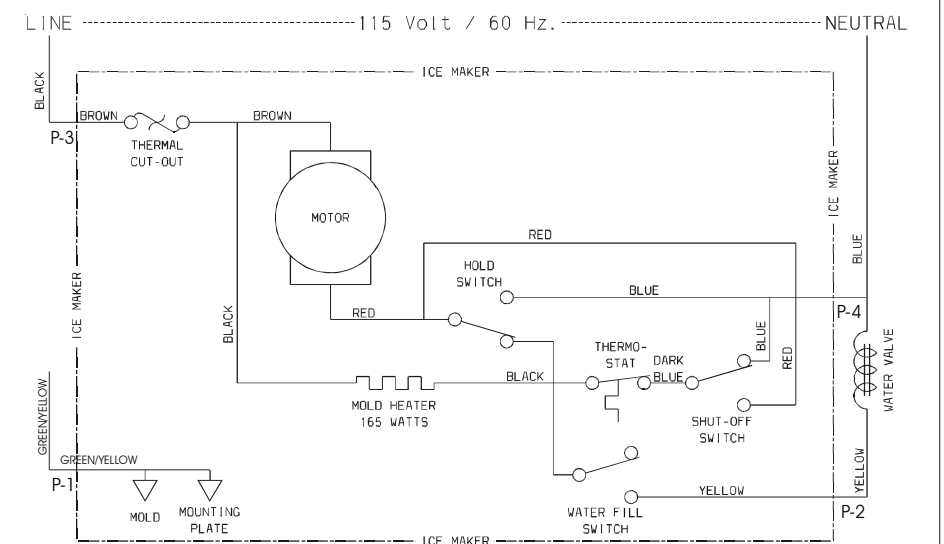 LINE 115 Volt / 60 Hz. NEUTRAL
ICE MAKER
BLACK
BROWN
BROWN
P-3
THERMAL
CUT-OUT
ICE MAKER
MOTOR
RED
BLUE
HOLD
SWITCH
BLUE
ICE MAKER
P-4
RED
BLACK
BLUE
THERMO-
STAT
DARK
BLUE
RED
WATER VALVE
BLACK
MOLD HEATER
165 WATTS
SHUT-OFF
SWITCH
GREEN/YELLOW
GREEN/YELLOW
P-1
YELLOW
YELLOW
MOLD
MOUNTING
PLATE
WATER FILL
SWITCH
P-2
ICE MAKER